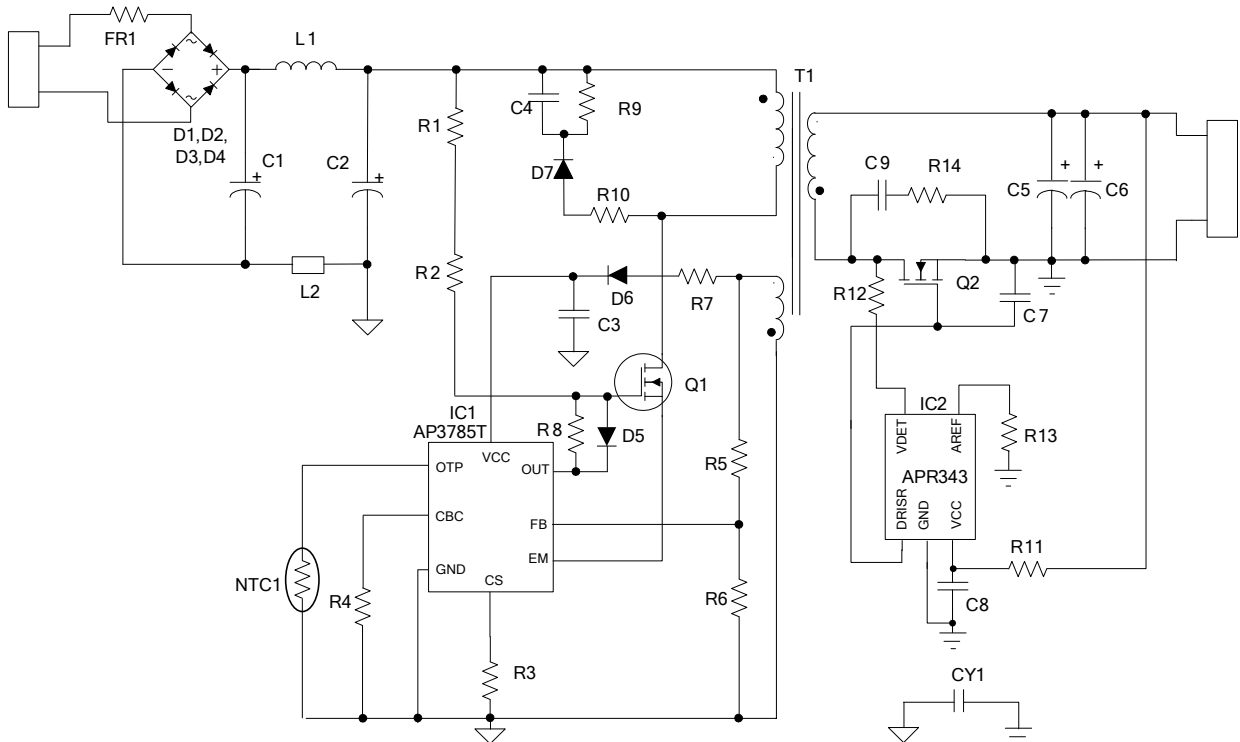 FR1
L1
T1
D1,D2,
D3,D4
~
~
-
+
C1
+
C2
+
L2
R1
C4
R9
D7
R10
R2
D6
R7
C3
Q1
IC1
AP3785T
R8
D5
OTP
VCC
OUT
CBC
FB
GND
EM
CS
NTC1
R4
R3
R5
R6
C9
R14
C5
+
+
C6
R12
Q2
C7
IC2
VDET
AREF
APR343
DRISR
GND
VCC
R13
R11
C8
CY1